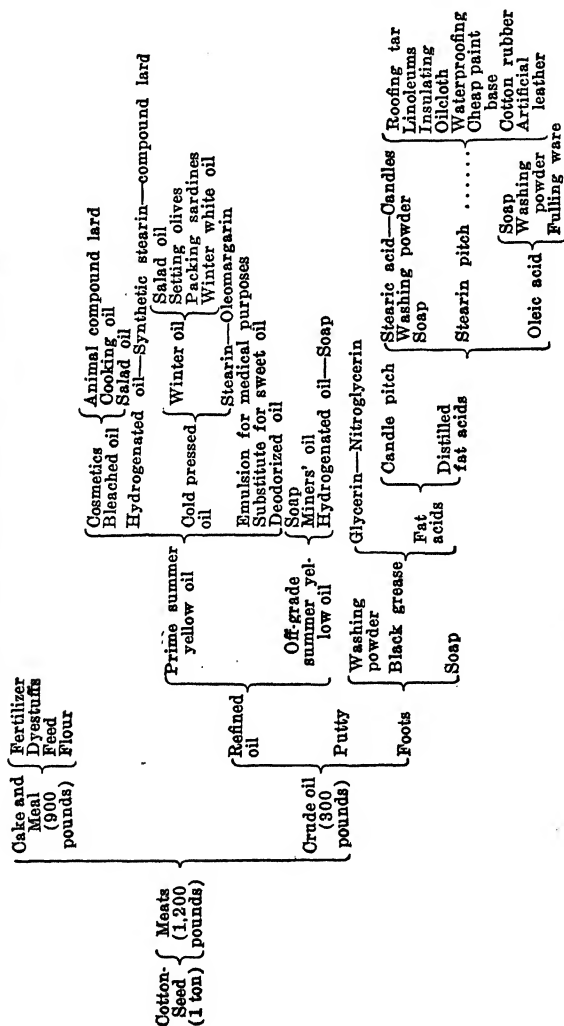 Cotton-
Seed
(1 ton)
Meats
(1,200
pounds)
Cake and
Meal
(900
pounds)
Fertilizer
Dyestuffs
Feed
Flour
Crude oil
(300
pounds)
Refined
oil
Putty
Foots
Prime summer
yellow oil
Off-grade
summer yel-
low oil
Cosmetics
Bleached oil
Animal compound lard
Cooking oil
Salad oil
Hydrogenated oil—Synthetic stearin—compound lard
Cold pressed
oil
Winter oil
Salad oil
Setting olives
Packing sardines
Winter white oil
Stearin—Oleomargarin
Emulsion for medical purposes
Substitute for sweet oil
Deodorized oil
Soap
Miners' oil
Hydrogenated oil—Soap
Washing
powder
Black grease
Soap
Glycerin—Nitroglycerin
Fat
acids
Candle pitch
Distilled
fat acids
Stearic acid—Candles
Washing powder
Soap
Stearin pitch ......
Roofing tar
Linoleums
Insulating
Oilcloth
Waterproofing
Cheap paint
base
Cotton rubber
Artificial
leather
Oleic acid
Soap
Washing
powder
Fulling ware